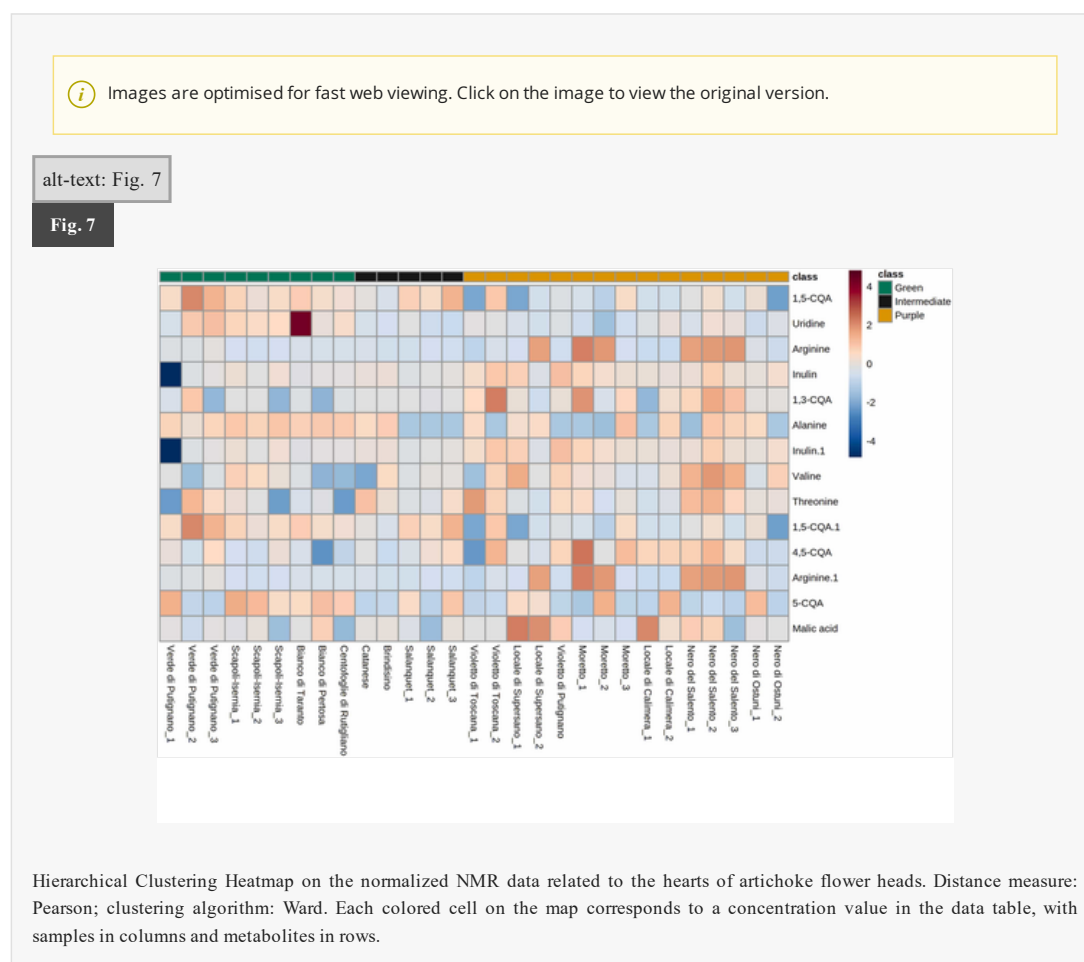 i Images are optimised for fast web viewing. Click on the image to view the original version.
alt-text: Fig. 7
Fig. 7
class
1,5-CQA
Uridine
Arginine
Inulin
1,3-CQA
Alanine
Inulin.1
Valine
Threonine
1,5-CQA.1
4,5-CQA
Arginine.1
5-CQA
Malic acid
4
2
0
-2
-4
class
Green
Intermediate
Purple
Verde di Putignano_1
Verde di Putignano_2
Verde di Putignano_3
Scapoli-Isernia_1
Scapoli-Isernia_2
Scapoli-Isernia_3
Bianco di Taranto
Bianco di Pertosa
Centofoglie di Rutigliano
Catanese
Brindisino
Salanquet_1
Salanquet_2
Salanquet_3
Violetto di Toscana_1
Violetto di Toscana_2
Locale di Supersano_1
Locale di Supersano_2
Violetto di Putignano
Moretto_1
Moretto_2
Moretto_3
Locale di Calimera_1
Locale di Calimera_2
Nero del Salento_1
Nero del Salento_2
Nero del Salento_3
Nero di Ostuni_1
Nero di Ostuni_2
Hierarchical Clustering Heatmap on the normalized NMR data related to the hearts of artichoke flower heads. Distance measure:
Pearson; clustering algorithm: Ward. Each colored cell on the map corresponds to a concentration value in the data table, with
samples in columns and metabolites in rows.